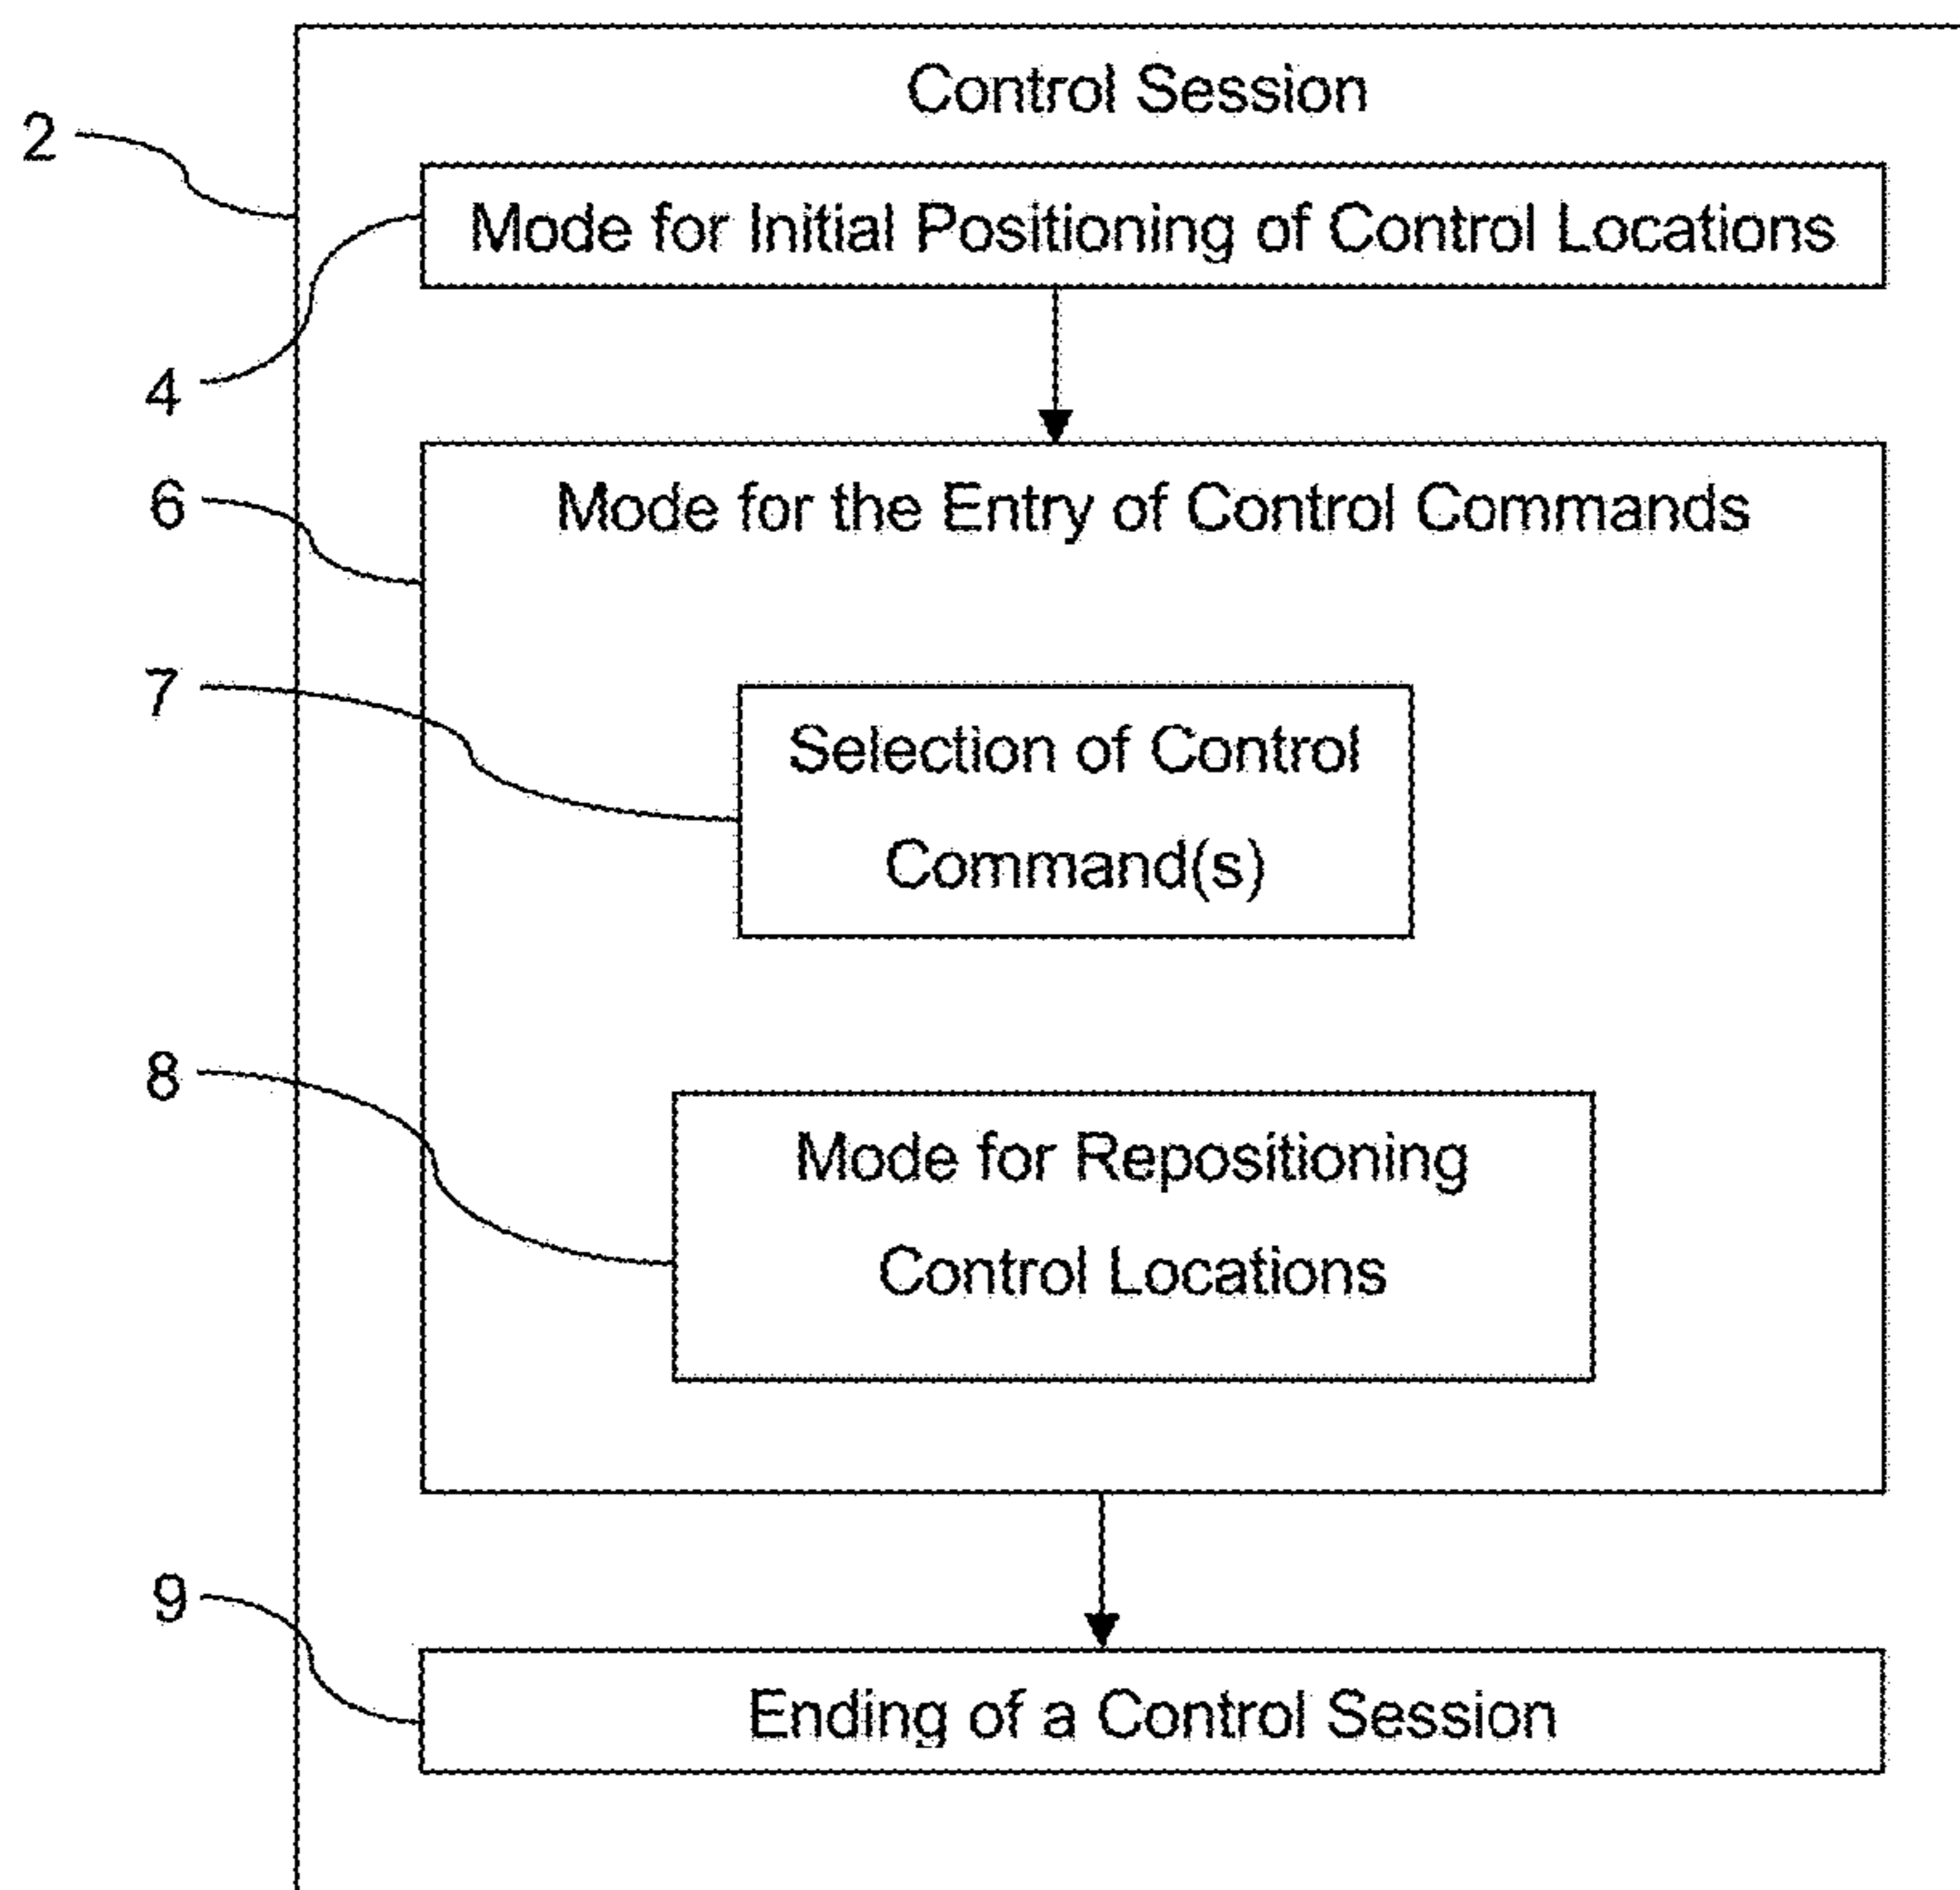 Control Session
2
Mode for Initial Positioning of Control Locations
4
6
Mode for the Entry of Control Commands
7
Selection of Control
Command(s)
8
Mode for Repositioning
Control Locations
9
Ending of a Control Session